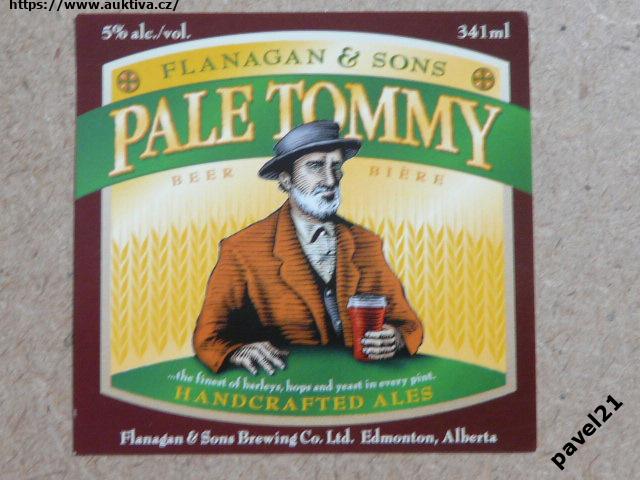 https://www.auktiva.cz/
5% alc./vol. 341ml
FLANAGAN & SONS
PALE TOMMY
BEER BIÈRE
...the finest of barleys, hops and yeast in every pint.
HANDCRAFTED ALES
Flanagan & Sons Brewing Co. Ltd. Edmonton, Alberta
pavel21